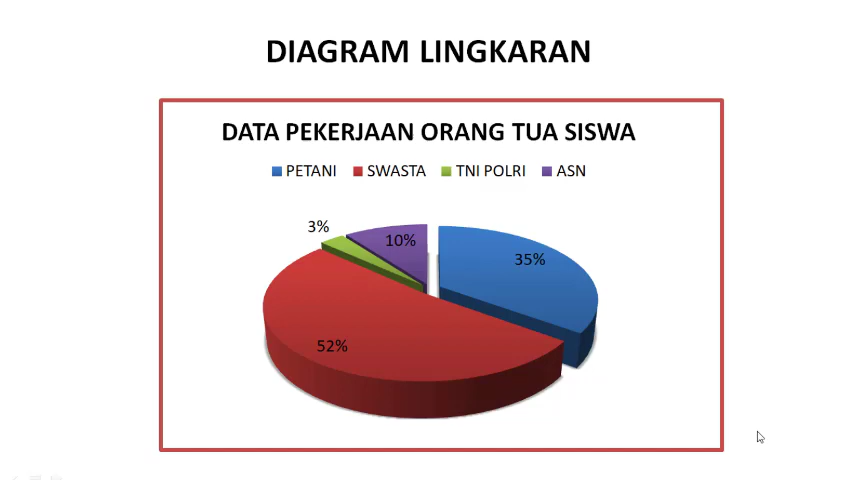 DIAGRAM LINGKARAN
DATA PEKERJAAN ORANG TUA SISWA
PETANI SWASTA TNI POLRI ASN
3%
10%
35%
52%